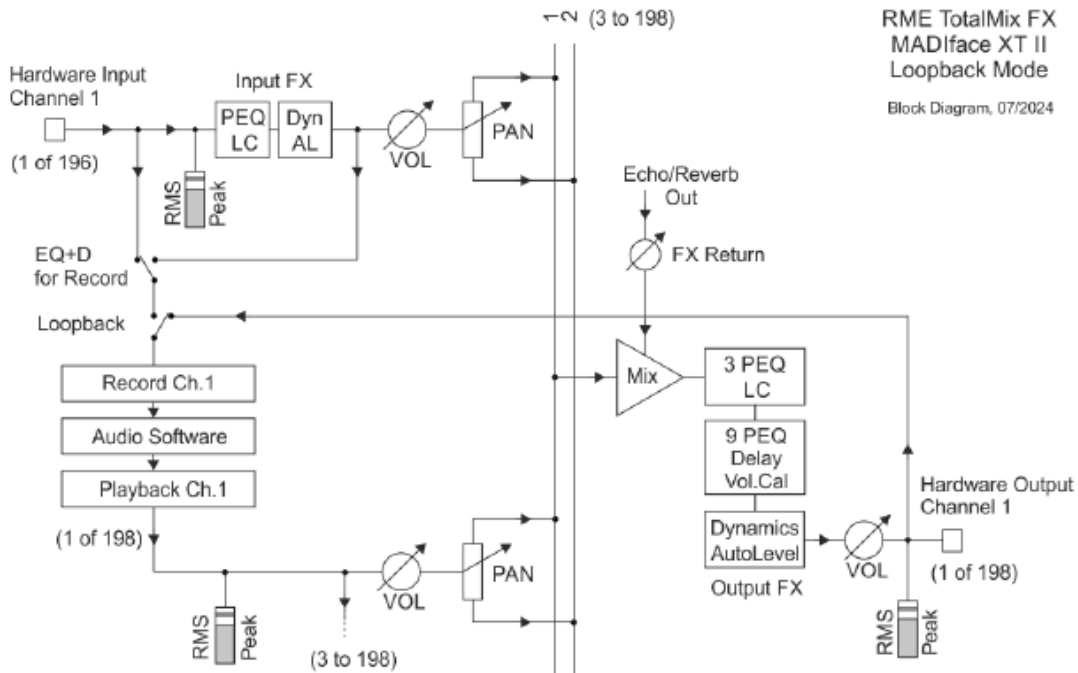 1 2 (3 to 198)
RME TotalMix FX
MADIface XT II
Loopback Mode
Block Diagram, 07/2024
Hardware Input
Channel 1
(1 of 196)
Input FX
PEQ
LC
Dyn
AL
VOL
PAN
RMS
Peak
Echo/Reverb
Out
FX Return
EQ+D
for Record
Loopback
Record Ch.1
Audio Software
Playback Ch.1
(1 of 198)
Mix
3 PEQ
LC
9 PEQ
Delay
Vol.Cal
Dynamics
AutoLevel
Output FX
VOL
Hardware Output
Channel 1
(1 of 198)
RMS
Peak
VOL
PAN
RMS
Peak
(3 to 198)